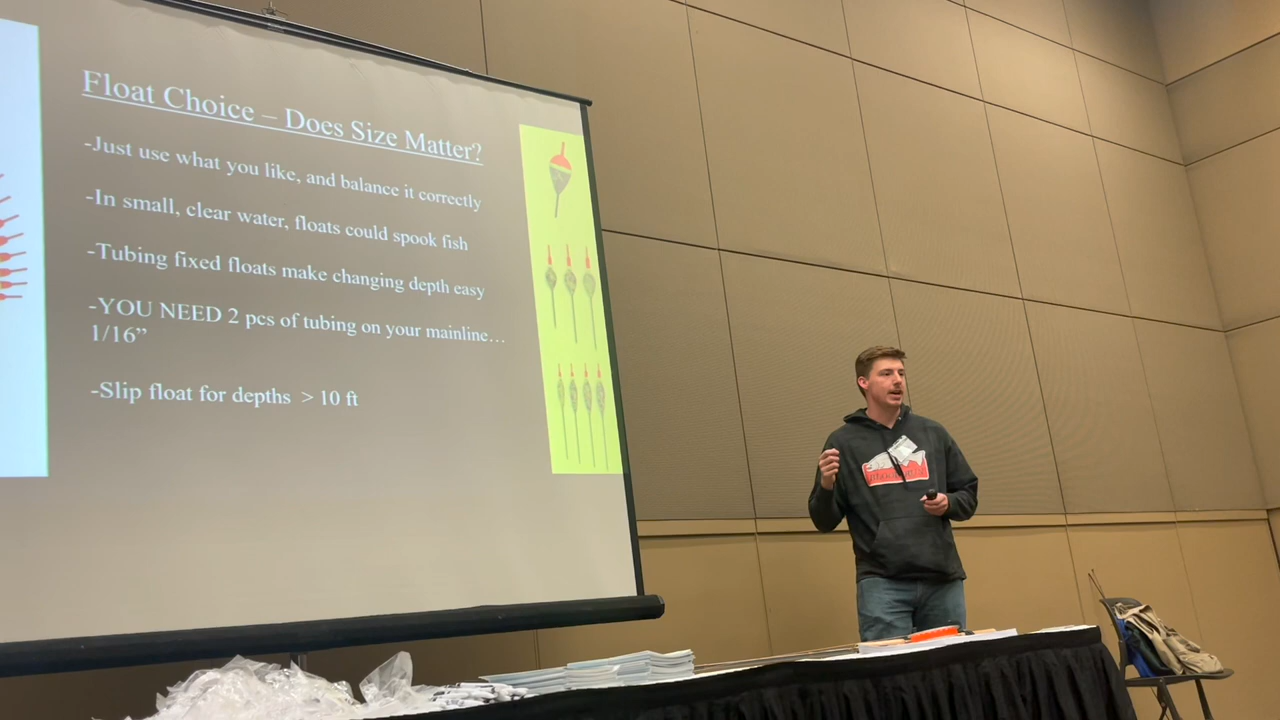 Float Choice – Does Size Matter?
-Just use what you like, and balance it correctly
-In small, clear water, floats could spook fish
-Tubing fixed floats make changing depth easy
-YOU NEED 2 pcs of tubing on your mainline…
1/16”
-Slip float for depths > 10 ft